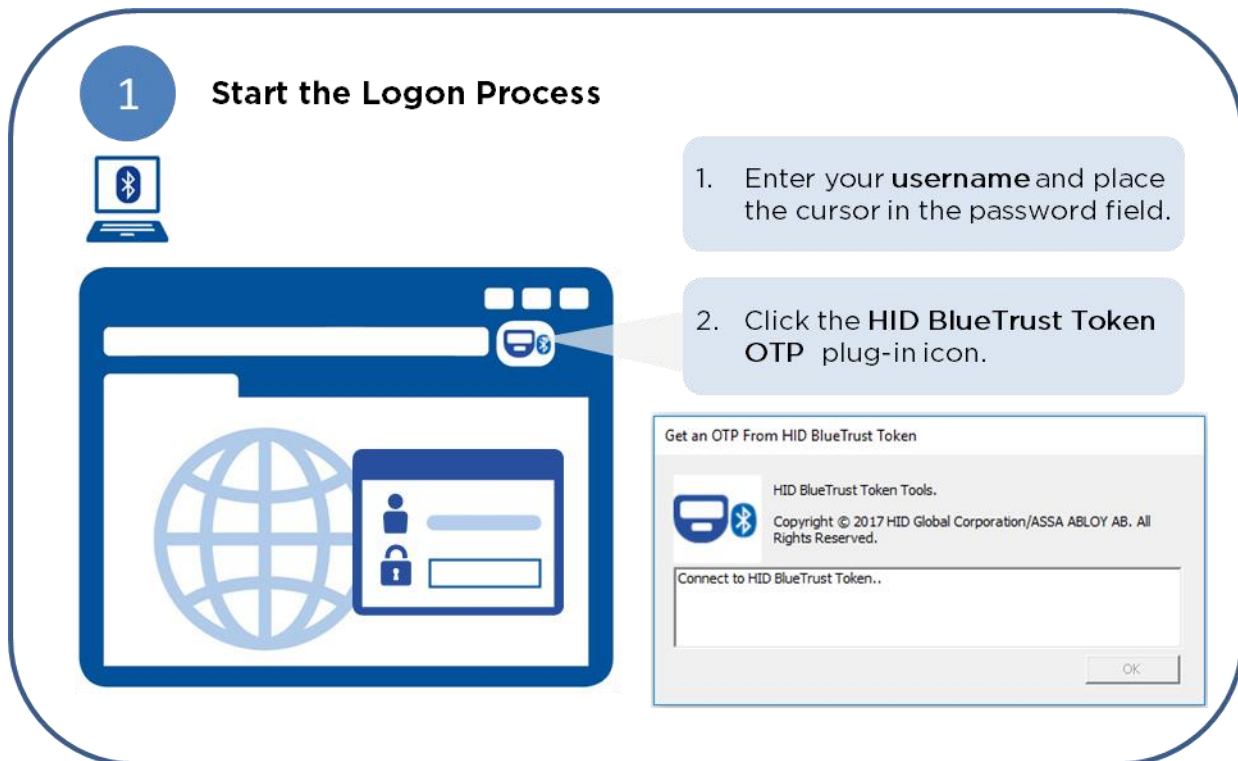 1
Start the Logon Process
1. Enter your username and place
the cursor in the password field.
2. Click the HID BlueTrust Token
OTP plug-in icon.
Get an OTP From HID BlueTrust Token
HID BlueTrust Token Tools.
Copyright © 2017 HID Global Corporation/ASSA ABLOY AB. All
Rights Reserved.
Connect to HID BlueTrust Token..
OK